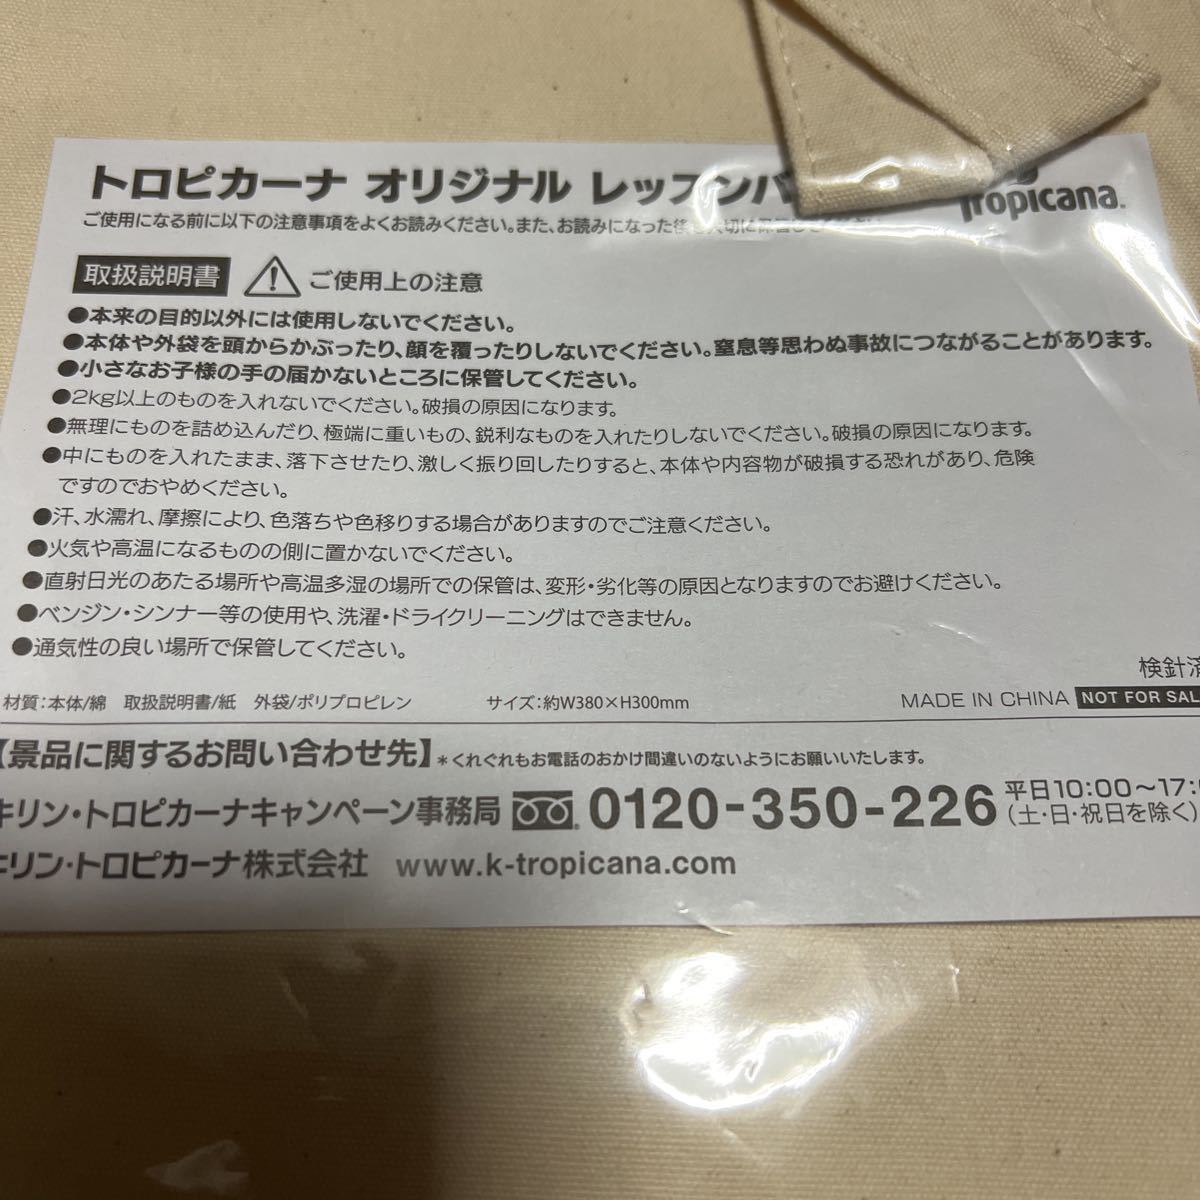 トロピカーナ オリジナル レッスンバ
Tropicana.
ご使用になる前に以下の注意事項をよくお読みください。また、お読みになった後も大切に保管してください
取扱説明書 ご使用上の注意
●本来の目的以外には使用しないでください。
●本体や外袋を頭からかぶったり、顔を覆ったりしないでください。窒息等思わぬ事故につながることがあります。
●小さなお子様の手の届かないところに保管してください。
●2kg以上のものを入れないでください。破損の原因になります。
●無理にものを詰め込んだり、極端に重いもの、鋭利なものを入れたりしないでください。破損の原因になります。
●中にものを入れたまま、落下させたり、激しく振り回したりすると、本体や内容物が破損する恐れがあり、危険
ですのでおやめください。
●汗、水濡れ、摩擦により、色落ちや色移りする場合がありますのでご注意ください。
●火気や高温になるものの側に置かないでください。
●直射日光のあたる場所や高温多湿の場所での保管は、変形・劣化等の原因となりますのでお避けください。
●ベンジン・シンナー等の使用や、洗濯・ドライクリーニングはできません。
●通気性の良い場所で保管してください。
検針済
材質：本体/綿 取扱説明書/紙 外袋/ポリプロピレン サイズ：約W380×H300mm MADE IN CHINA NOT FOR SAL
【景品に関するお問い合わせ先】＊くれぐれもお電話のおかけ間違いのないようにお願いいたします。
キリン・トロピカーナキャンペーン事務局 0120-350-226 平日10:00～17:0
(土・日・祝日を除く)
キリン・トロピカーナ株式会社 www.k-tropicana.com